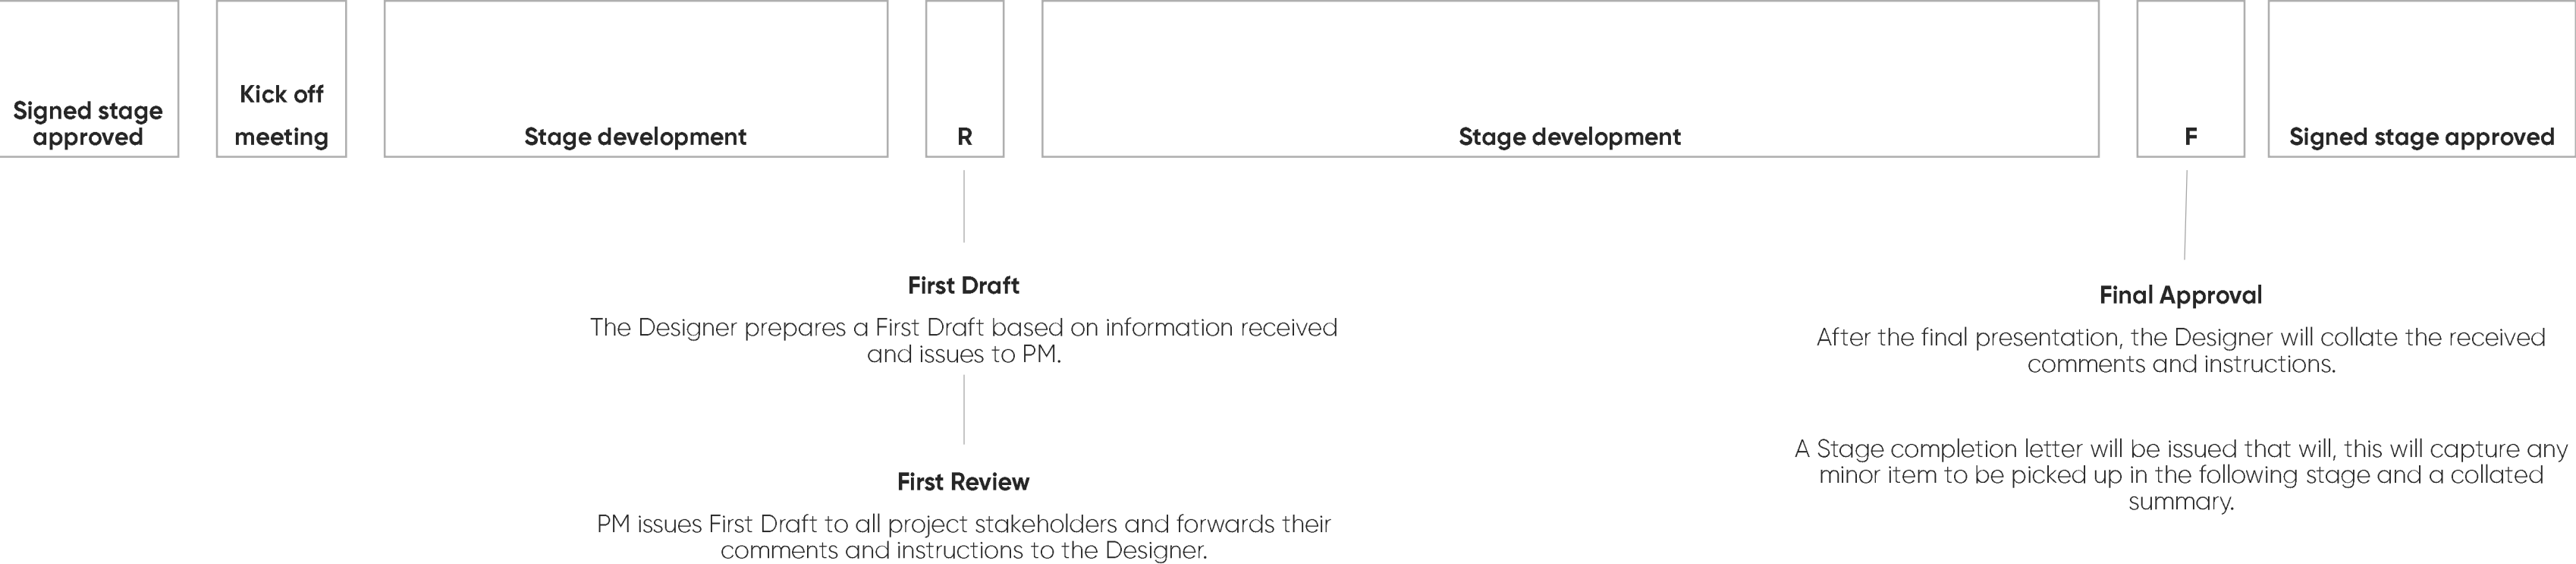 Signed stage
approved
Kick off
meeting
Stage development
R
Stage development
F
Signed stage approved
First Draft
The Designer prepares a First Draft based on information received
and issues to PM.
First Review
PM issues First Draft to all project stakeholders and forwards their
comments and instructions to the Designer.
Final Approval
After the final presentation, the Designer will collate the received
comments and instructions.
A Stage completion letter will be issued that will, this will capture any
minor item to be picked up in the following stage and a collated
summary.